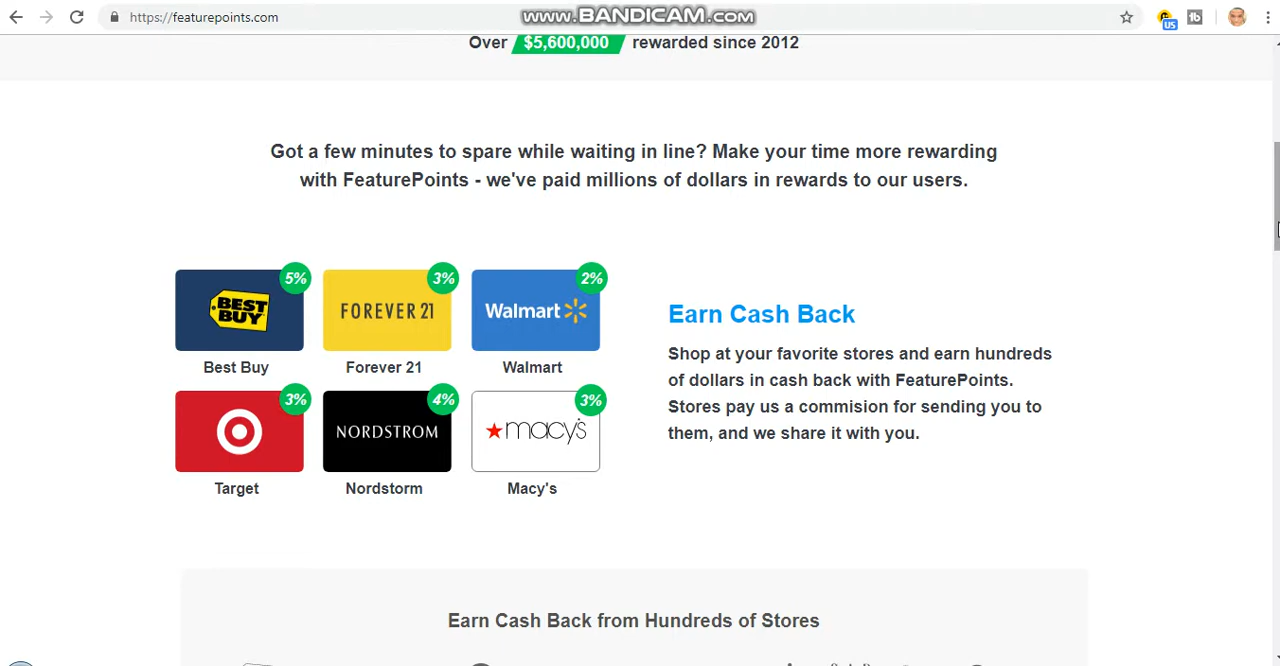 https://featurepoints.com
www.BANDICAM.com
US
Over $5,600,000 rewarded since 2012
Got a few minutes to spare while waiting in line? Make your time more rewarding
with FeaturePoints - we've paid millions of dollars in rewards to our users.
5%
3%
2%
BEST BUY
FOREVER 21
Walmart
Best Buy
Forever 21
Walmart
3%
4%
3%
NORDSTROM
macy's
Target
Nordstorm
Macy's
Earn Cash Back
Shop at your favorite stores and earn hundreds
of dollars in cash back with FeaturePoints.
Stores pay us a commision for sending you to
them, and we share it with you.
Earn Cash Back from Hundreds of Stores